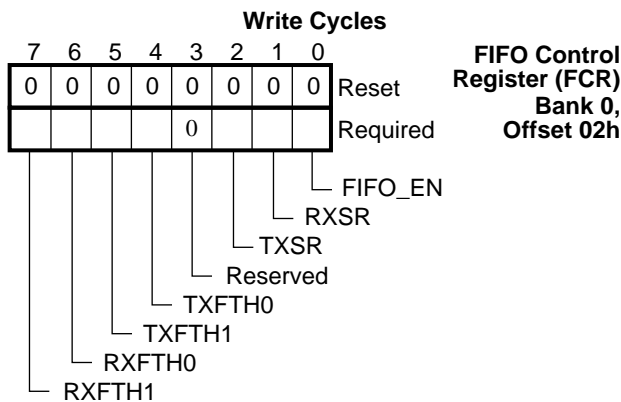 Write Cycles
7 6 5 4 3 2 1 0
FIFO Control
Register (FCR)
Bank 0,
Offset 02h
0 0 0 0 0 0 0 0 Reset
0 Required
FIFO_EN
RXSR
TXSR
Reserved
TXFTH0
TXFTH1
RXFTH0
RXFTH1